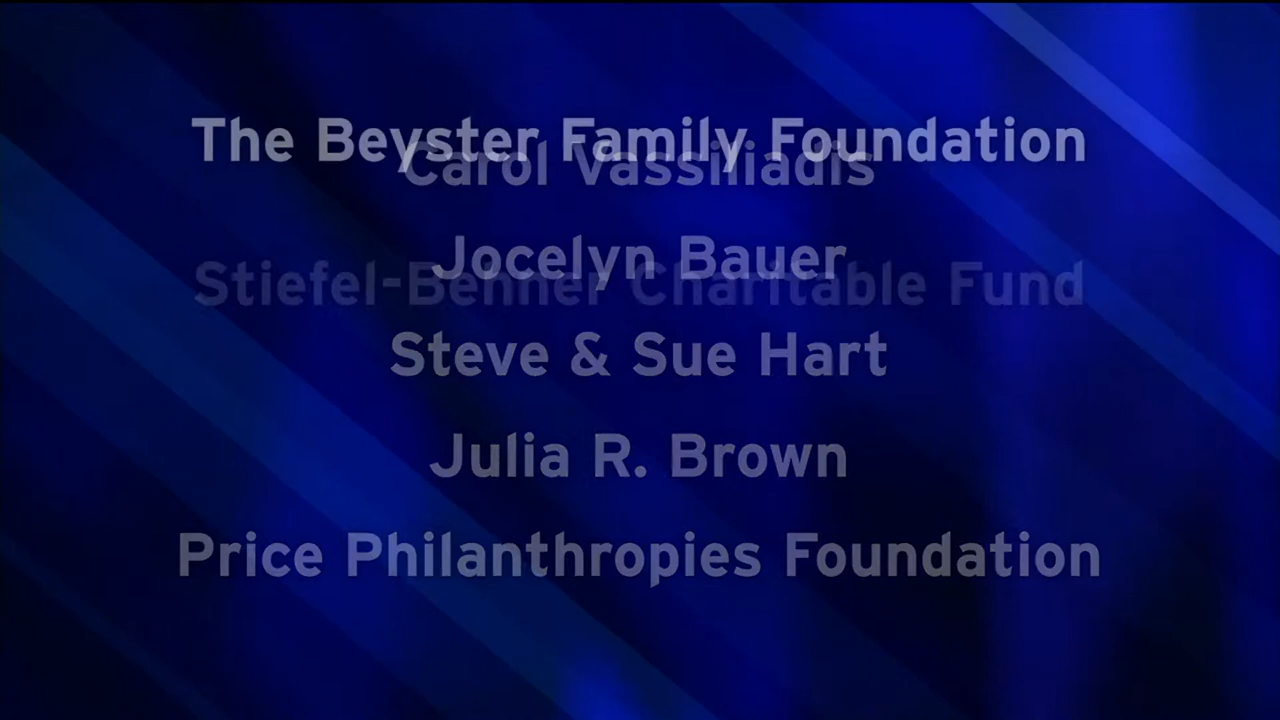 The Beyster Family Foundation
Carol Vassiliadis
Jocelyn Bauer
Stiefel-Behner Charitable Fund
Steve & Sue Hart
Julia R. Brown
Price Philanthropies Foundation